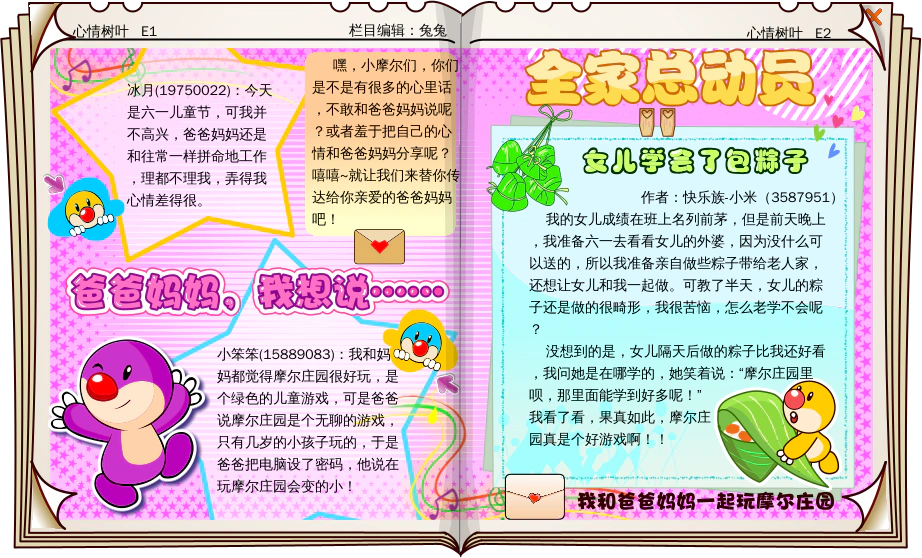 心情树叶 E1
栏目编辑：兔兔
冰月(19750022)：今天
是六一儿童节，可我并
不高兴，爸爸妈妈还是
和往常一样拼命地工作
，理都不理我，弄得我
心情差得很。
嘿，小摩尔们，你们
是不是有很多的心里话
，不敢和爸爸妈妈说呢
？或者羞于把自己的心
情和爸爸妈妈分享呢？
嘻嘻~就让我们来替你传
达给你亲爱的爸爸妈妈
吧！
爸爸妈妈，我想说……
小笨笨(15889083)：我和妈
妈都觉得摩尔庄园很好玩，是
个绿色的儿童游戏，可是爸爸
说摩尔庄园是个无聊的游戏，
只有几岁的小孩子玩的，于是
爸爸把电脑设了密码，他说在
玩摩尔庄园会变的小！
心情树叶 E2
全家总动员
女儿学会了包粽子
作者：快乐族-小米（3587951）
我的女儿成绩在班上名列前茅，但是前天晚上
，我准备六一去看看女儿的外婆，因为没什么可
以送的，所以我准备亲自做些粽子带给老人家，
还想让女儿和我一起做。可教了半天，女儿的粽
子还是做的很畸形，我很苦恼，怎么老学不会呢
？
没想到的是，女儿隔天后做的粽子比我还好看
，我问她是在哪学的，她笑着说：“摩尔庄园里
呗，那里面能学到好多呢！”
我看了看，果真如此，摩尔庄
园真是个好游戏啊！！
我和爸爸妈妈一起玩摩尔庄园